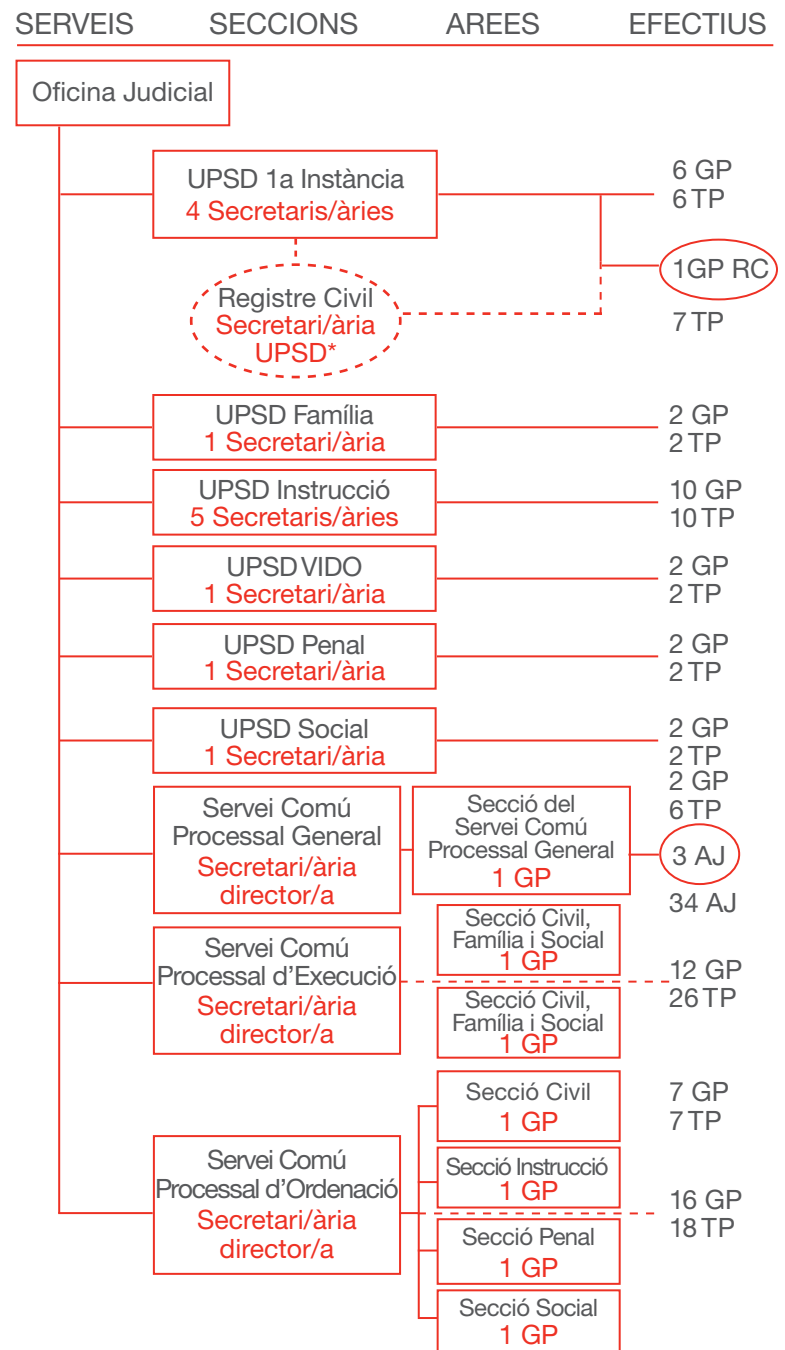 SERVEIS SECCIONS AREES EFECTIUS
Oficina Judicial
UPSD 1a Instància
4 Secretaris/àries
6 GP
6 TP
1GP RC
Registre Civil
Secretari/ària
UPSD*
7 TP
UPSD Família
1 Secretari/ària
2 GP
2 TP
UPSD Instrucció
5 Secretaris/àries
10 GP
10 TP
UPSD VIDO
1 Secretari/ària
2 GP
2 TP
UPSD Penal
1 Secretari/ària
2 GP
2 TP
UPSD Social
1 Secretari/ària
2 GP
2 TP
Servei Comú
Processal General
Secretari/ària
director/a
Secció del
Servei Comú
Processal General
1 GP
2 GP
6 TP
3 AJ
34 AJ
Servei Comú
Processal d'Execució
Secretari/ària
director/a
Secció Civil,
Família i Social
1 GP
Secció Civil,
Família i Social
1 GP
12 GP
26 TP
Servei Comú
Processal d'Ordenació
Secretari/ària
director/a
Secció Civil
1 GP
7 GP
7 TP
Secció Instrucció
1 GP
16 GP
18 TP
Secció Penal
1 GP
Secció Social
1 GP